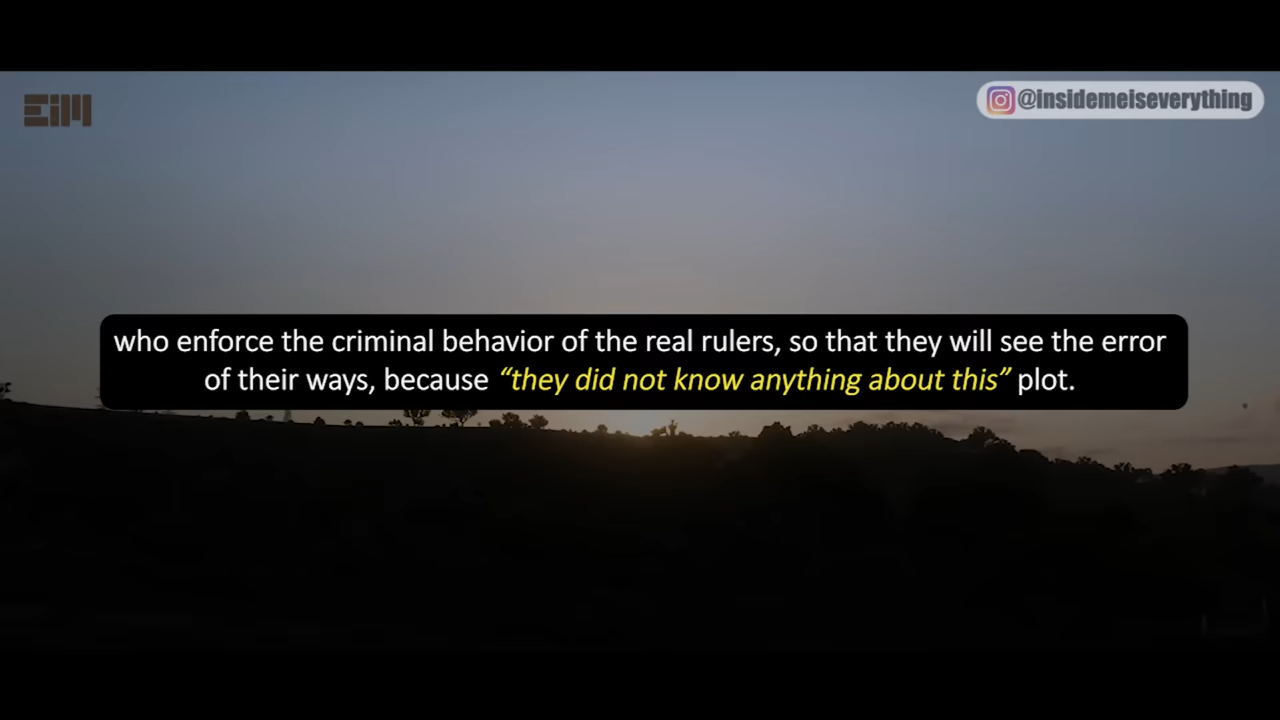 EiM
@insidemeiseverything
who enforce the criminal behavior of the real rulers, so that they will see the error
of their ways, because “they did not know anything about this” plot.